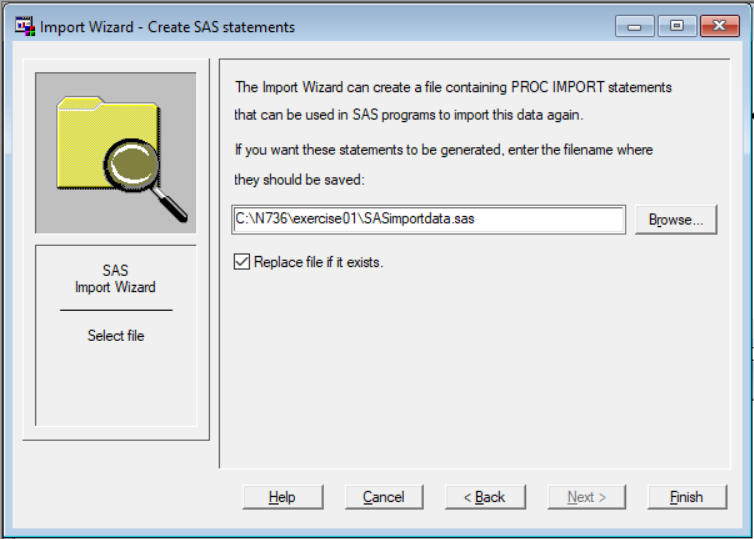 Import Wizard - Create SAS statements
The Import Wizard can create a file containing PROC IMPORT statements
that can be used in SAS programs to import this data again.
If you want these statements to be generated, enter the filename where
they should be saved:
C:\N736\exercise01\SASimportdata.sas
Browse...
Replace file if it exists.
SAS
Import Wizard
Select file
Help
Cancel
< Back
Next >
Finish